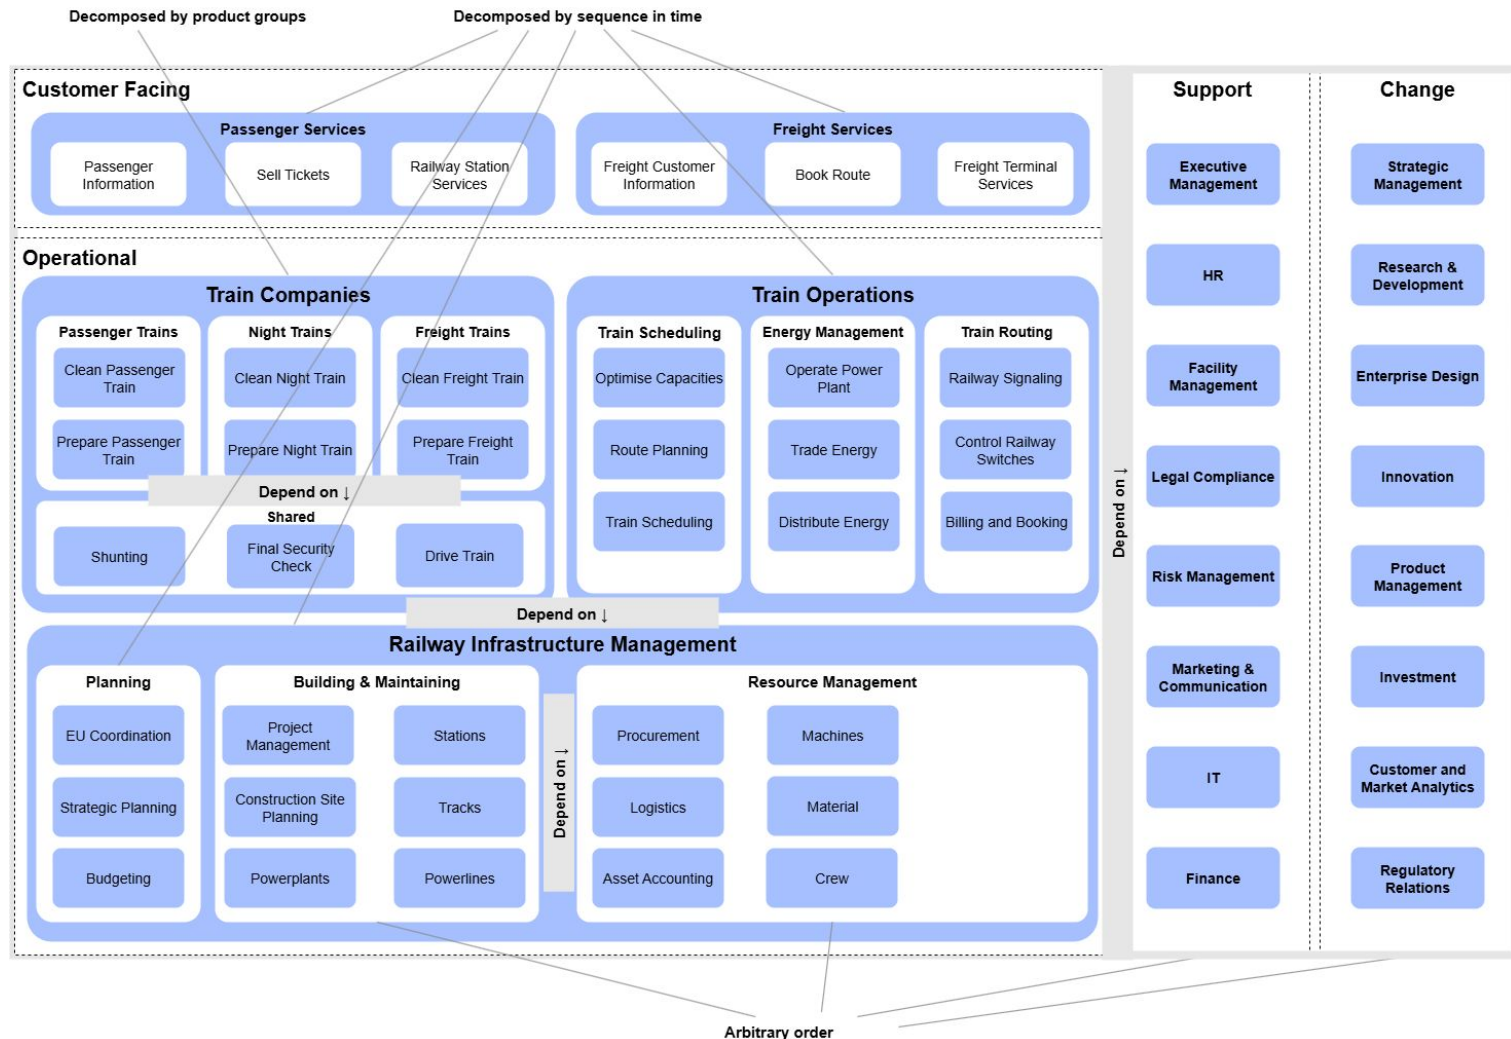 Decomposed by product groups
Decomposed by sequence in time
Customer Facing
Passenger Services
Passenger
Information
Sell Tickets
Railway Station
Services
Freight Services
Freight Customer
Information
Book Route
Freight Terminal
Services
Operational
Train Companies
Passenger Trains
Clean Passenger
Train
Prepare Passenger
Train
Night Trains
Clean Night Train
Prepare Night Train
Freight Trains
Clean Freight Train
Prepare Freight
Train
Depend on ↓
Shared
Shunting
Final Security
Check
Drive Train
Train Operations
Train Scheduling
Optimise Capacities
Route Planning
Train Scheduling
Energy Management
Operate Power
Plant
Trade Energy
Distribute Energy
Train Routing
Railway Signaling
Control Railway
Switches
Billing and Booking
Depend on ↓
Railway Infrastructure Management
Planning
EU Coordination
Strategic Planning
Budgeting
Building & Maintaining
Project
Management
Stations
Construction Site
Planning
Tracks
Powerplants
Powerlines
Depend on ↓
Resource Management
Procurement
Machines
Logistics
Material
Asset Accounting
Crew
Depend on ↓
Support
Executive
Management
HR
Facility
Management
Legal Compliance
Risk Management
Marketing &
Communication
IT
Finance
Change
Strategic
Management
Research &
Development
Enterprise Design
Innovation
Product
Management
Investment
Customer and
Market Analytics
Regulatory
Relations
Arbitrary order